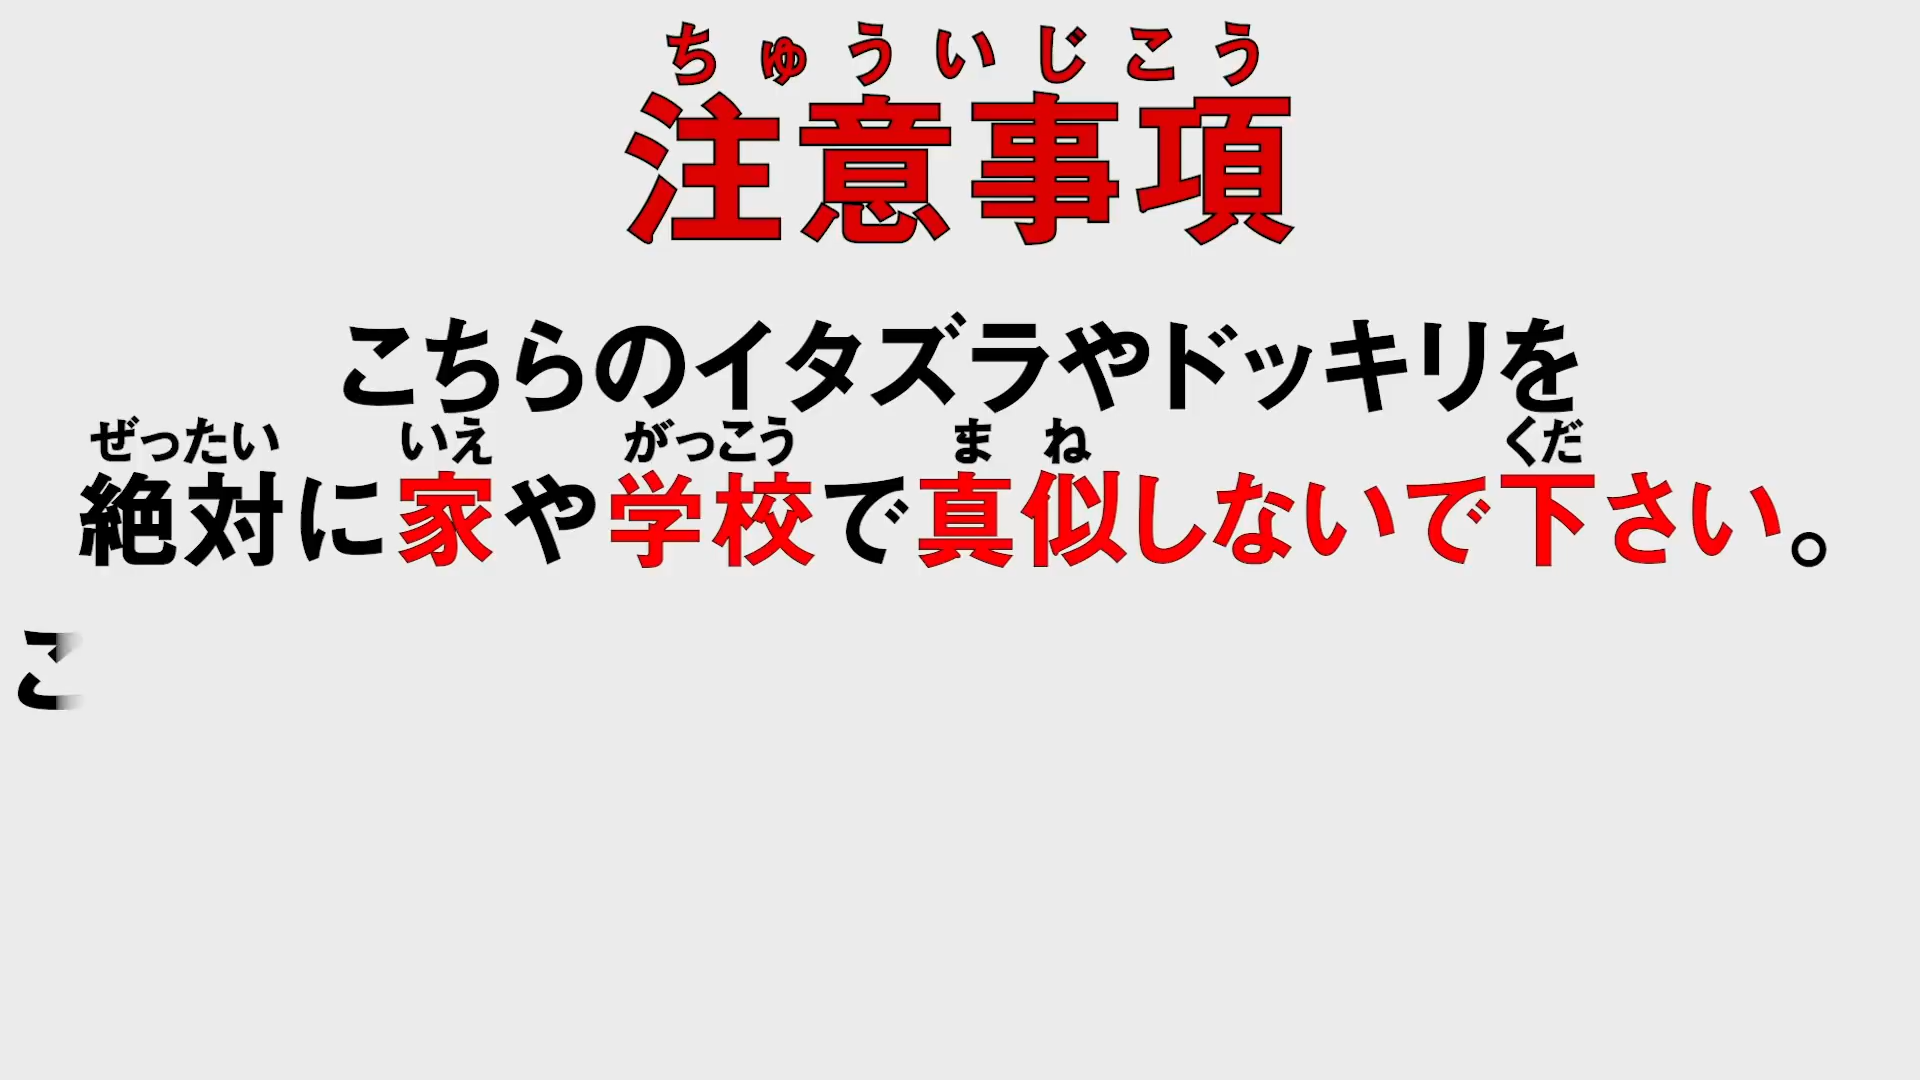 ちゅういじこう
注意事項
こちらのイタズラやドッキリを
ぜったい いえ がっこう ま ね くだ
絶対に家や学校で真似しないで下さい。
こ